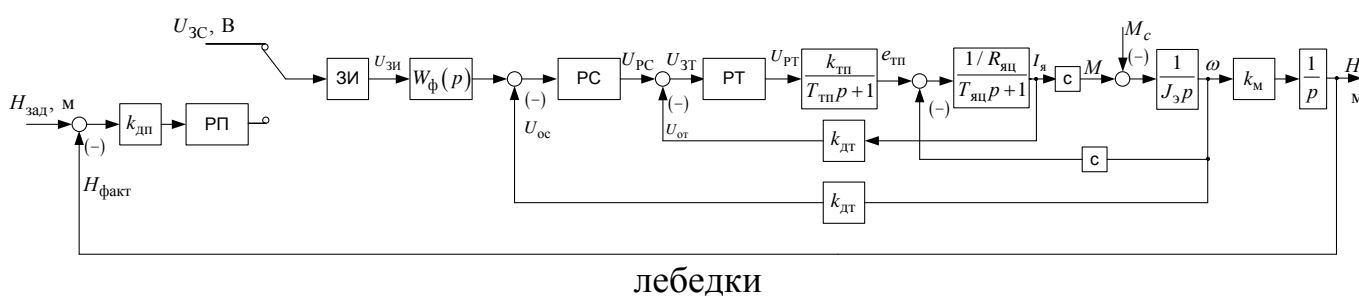 U_ЗС, В
H_зад, м
(−)
k_дп
РП
H_факт
ЗИ
U_ЗИ
W_ф(p)
(−)
U_ос
РС
U_РС
U_ЗТ
(−)
U_от
РТ
U_РТ
k_тп
T_тп p + 1
e_тп
(−)
1 / R_яц
T_яц p + 1
I_я
с
M
M_c
(−)
1
J_э p
ω
k_м
1
p
H
м
k_дт
с
k_дт
лебедки